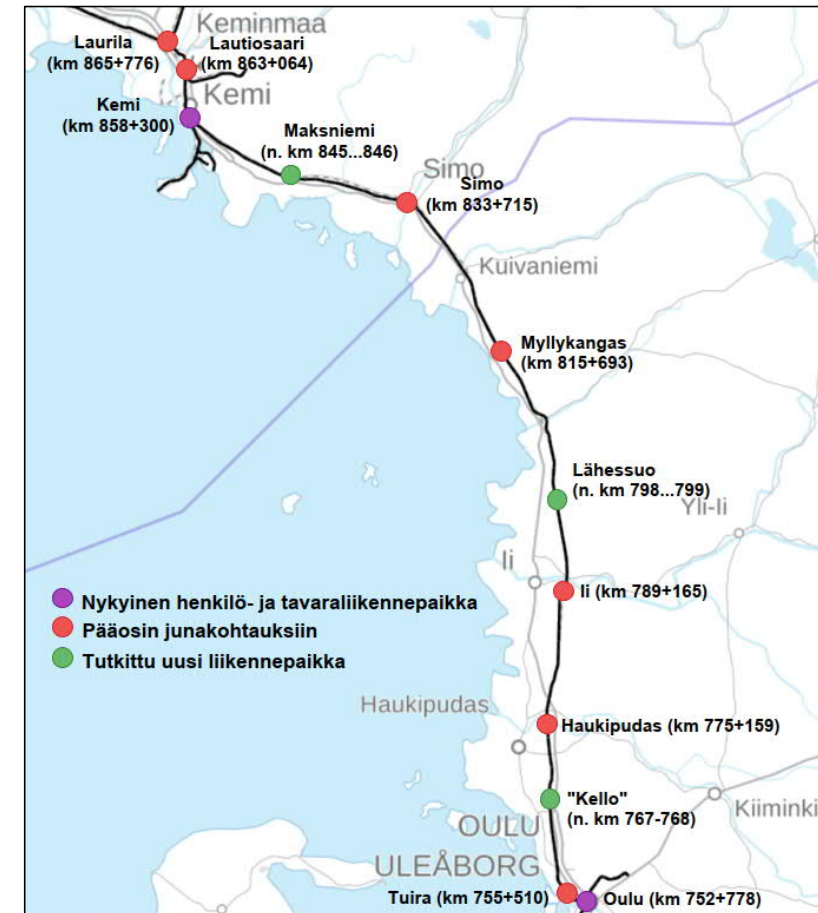 Keminmaa
Laurila
(km 865+776)
Lautiosaari
(km 863+064)
Kemi
Kemi
(km 858+300)
Maksniemi
(n. km 845...846)
Simo
Simo
(km 833+715)
Kuivaniemi
Myllykangas
(km 815+693)
Lähessuo
(n. km 798...799)
Yli-Ii
Ii
Ii (km 789+165)
Nykyinen henkilö- ja tavaraliikennepaikka
Pääosin junakohtauksiin
Tutkittu uusi liikennepaikka
Haukipudas
Haukipudas (km 775+159)
"Kello"
(n. km 767-768)
Kiiminki
OULU
ULEÅBORG
Tuira (km 755+510)
Oulu (km 752+778)